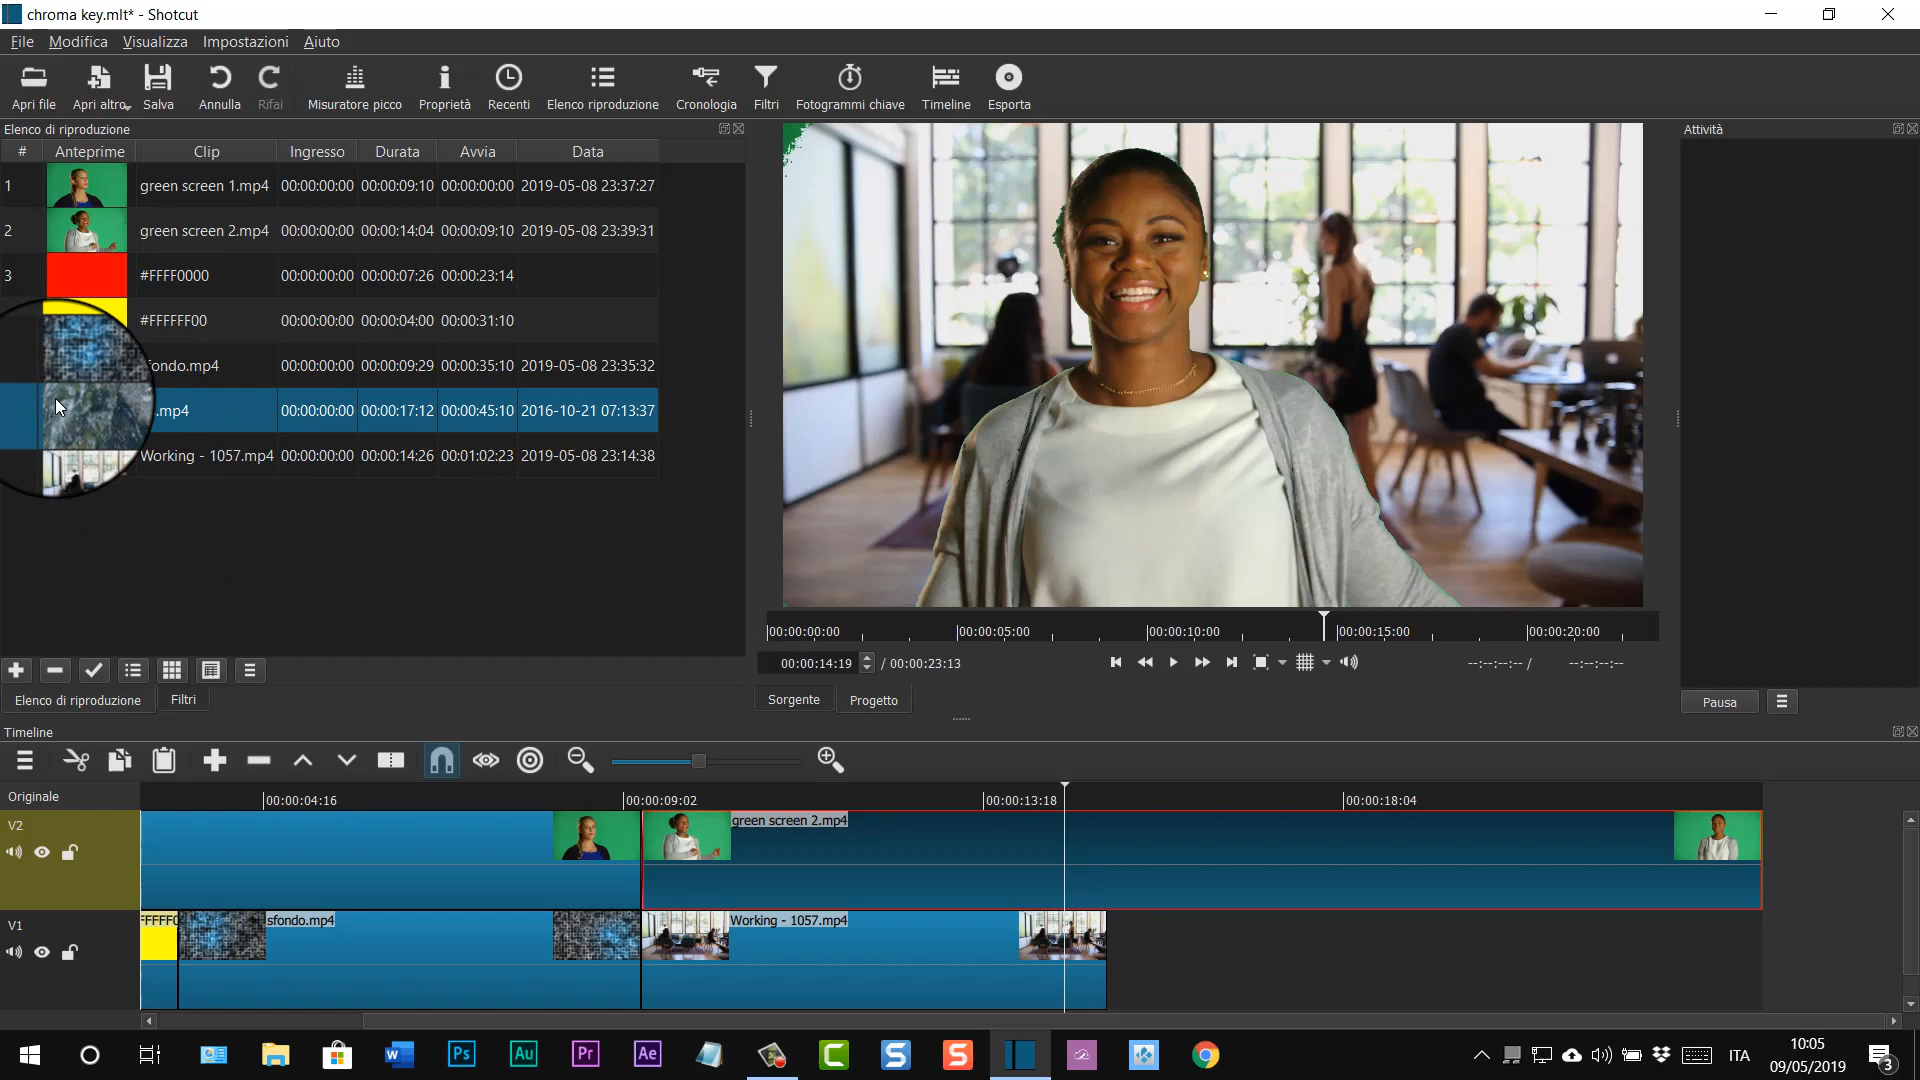 chroma key.mlt* - Shotcut
File Modifica Visualizza Impostazioni Aiuto
Apri file Apri altro Salva Annulla Rifai Misuratore picco Proprietà Recenti Elenco riproduzione Cronologia Filtri Fotogrammi chiave Timeline Esporta
Elenco di riproduzione
# Anteprime Clip Ingresso Durata Avvia Data
1 green screen 1.mp4 00:00:00:00 00:00:09:10 00:00:00:00 2019-05-08 23:37:27
2 green screen 2.mp4 00:00:00:00 00:00:14:04 00:00:09:10 2019-05-08 23:39:31
3 #FFFF0000 00:00:00:00 00:00:07:26 00:00:23:14
#FFFFFF00 00:00:00:00 00:00:04:00 00:00:31:10
fondo.mp4 00:00:00:00 00:00:09:29 00:00:35:10 2019-05-08 23:35:32
.mp4 00:00:00:00 00:00:17:12 00:00:45:10 2016-10-21 07:13:37
Working - 1057.mp4 00:00:00:00 00:00:14:26 00:01:02:23 2019-05-08 23:14:38
Elenco di riproduzione Filtri
Attività
00:00:00:00 00:00:05:00 00:00:10:00 00:00:15:00 00:00:20:00
00:00:14:19 / 00:00:23:13 --:--:--:-- / --:--:--:--
Sorgente Progetto
Pausa
Timeline
Originale
00:00:04:16 00:00:09:02 00:00:13:18 00:00:18:04
V2
green screen 2.mp4
V1
FFFFF0 sfondo.mp4 Working - 1057.mp4
W Ps Au Pr Ae C S S
ITA
10:05
09/05/2019
3